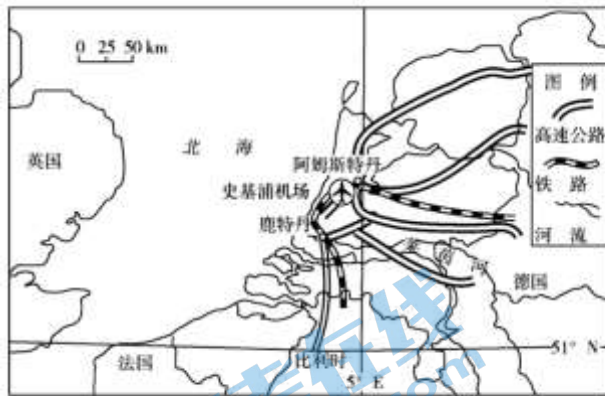 0 25 50 km
图 例
高速公路
铁 路
河 流
北 海
英国
阿姆斯特丹
史基浦机场
鹿特丹
莱茵河
德国
51° N
法国
比利时
5° E